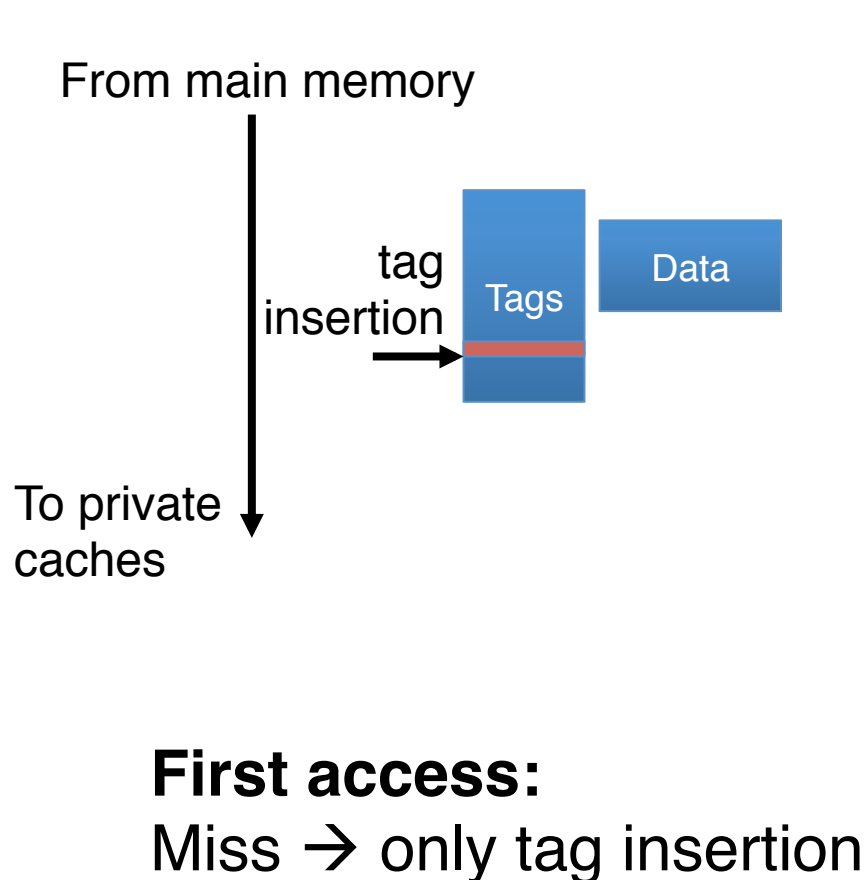 From main memory
tag
insertion
Tags
Data
To private
caches
First access:
Miss → only tag insertion